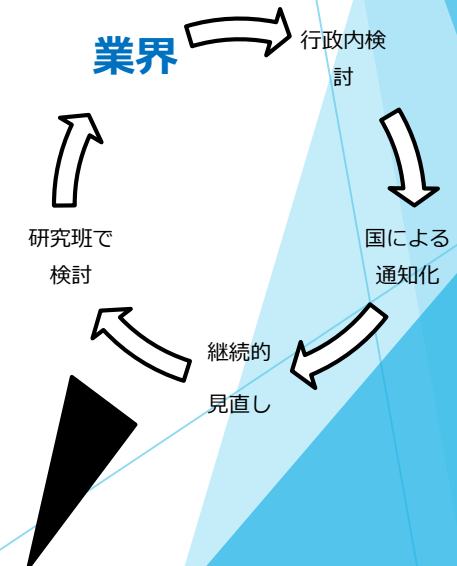 業界
行政内検
討
国による
通知化
継続的
見直し
研究班で
検討